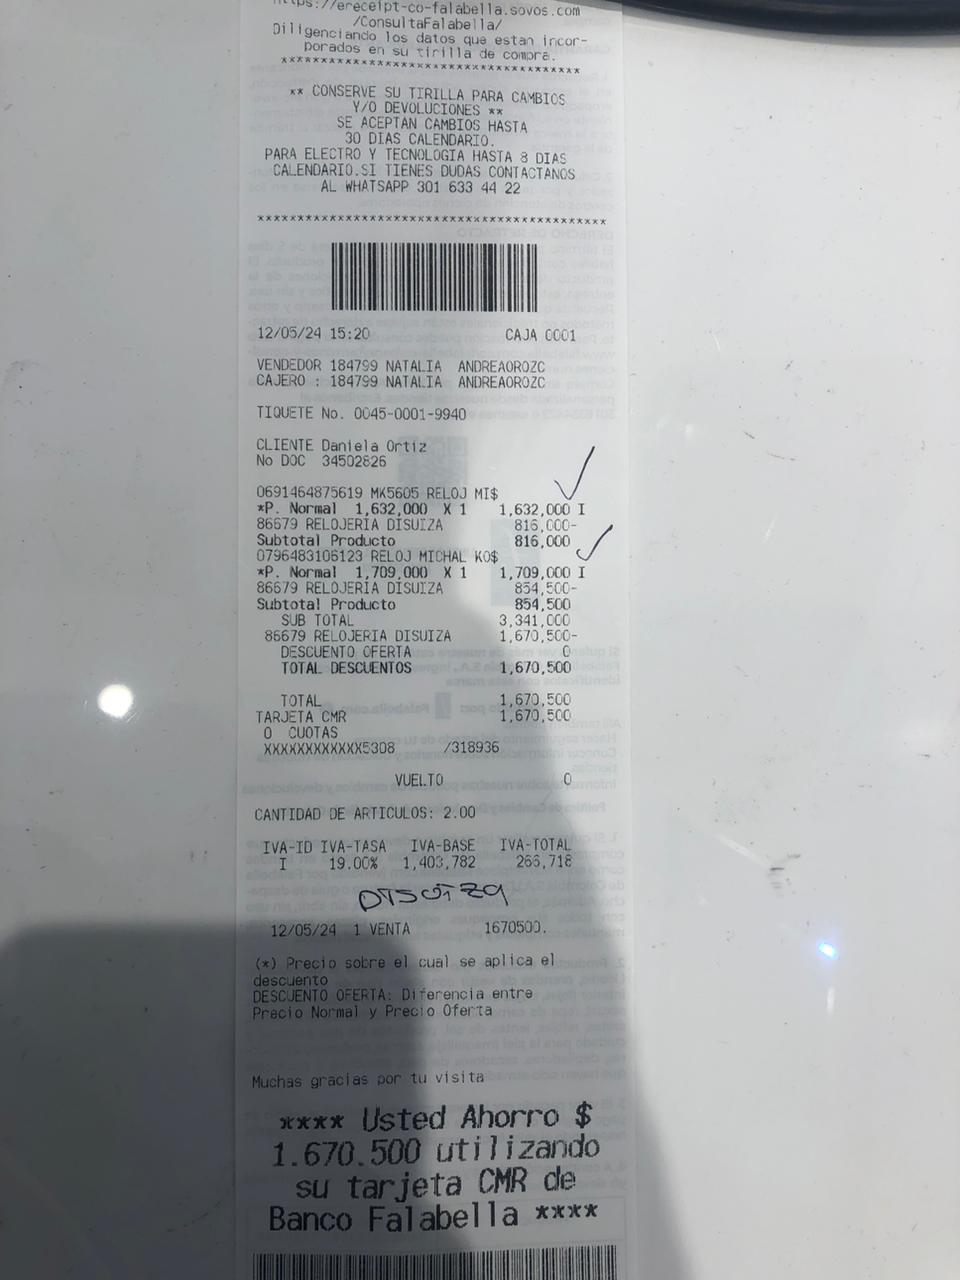 https://ereceipt-co-falabella.sovos.com
/ConsultaFalabella/
Diligenciando los datos que estan incor-
porados en su tirilla de compra.
****************************************
** CONSERVE SU TIRILLA PARA CAMBIOS
Y/O DEVOLUCIONES **
SE ACEPTAN CAMBIOS HASTA
30 DIAS CALENDARIO.
PARA ELECTRO Y TECNOLOGIA HASTA 8 DIAS
CALENDARIO.SI TIENES DUDAS CONTACTANOS
AL WHATSAPP 301 633 44 22
****************************************
12/05/24 15:20 CAJA 0001
VENDEDOR 184799 NATALIA ANDREAOROZC
CAJERO : 184799 NATALIA ANDREAOROZC
TIQUETE No. 0045-0001-9940
CLIENTE Daniela Ortiz
No DOC 34502826
0691464875619 MK5605 RELOJ MI$
*P. Normal 1,632,000 X 1 1,632,000 I
86679 RELOJERIA DISUIZA 816,000-
Subtotal Producto 816,000
0796483106123 RELOJ MICHAL KO$
*P. Normal 1,709,000 X 1 1,709,000 I
86679 RELOJERIA DISUIZA 854,500-
Subtotal Producto 854,500
SUB TOTAL 3,341,000
86679 RELOJERIA DISUIZA 1,670,500-
DESCUENTO OFERTA 0
TOTAL DESCUENTOS 1,670,500
TOTAL 1,670,500
TARJETA CMR 1,670,500
0 CUOTAS
XXXXXXXXXXXX5308 /318936
VUELTO 0
CANTIDAD DE ARTICULOS: 2.00
IVA-ID IVA-TASA IVA-BASE IVA-TOTAL
I 19.00% 1,403,782 266,718
12/05/24 1 VENTA 1670500.
(*) Precio sobre el cual se aplica el
descuento
DESCUENTO OFERTA: Diferencia entre
Precio Normal y Precio Oferta
Muchas gracias por tu visita
**** Usted Ahorro $
1.670.500 utilizando
su tarjeta CMR de
Banco Falabella ****